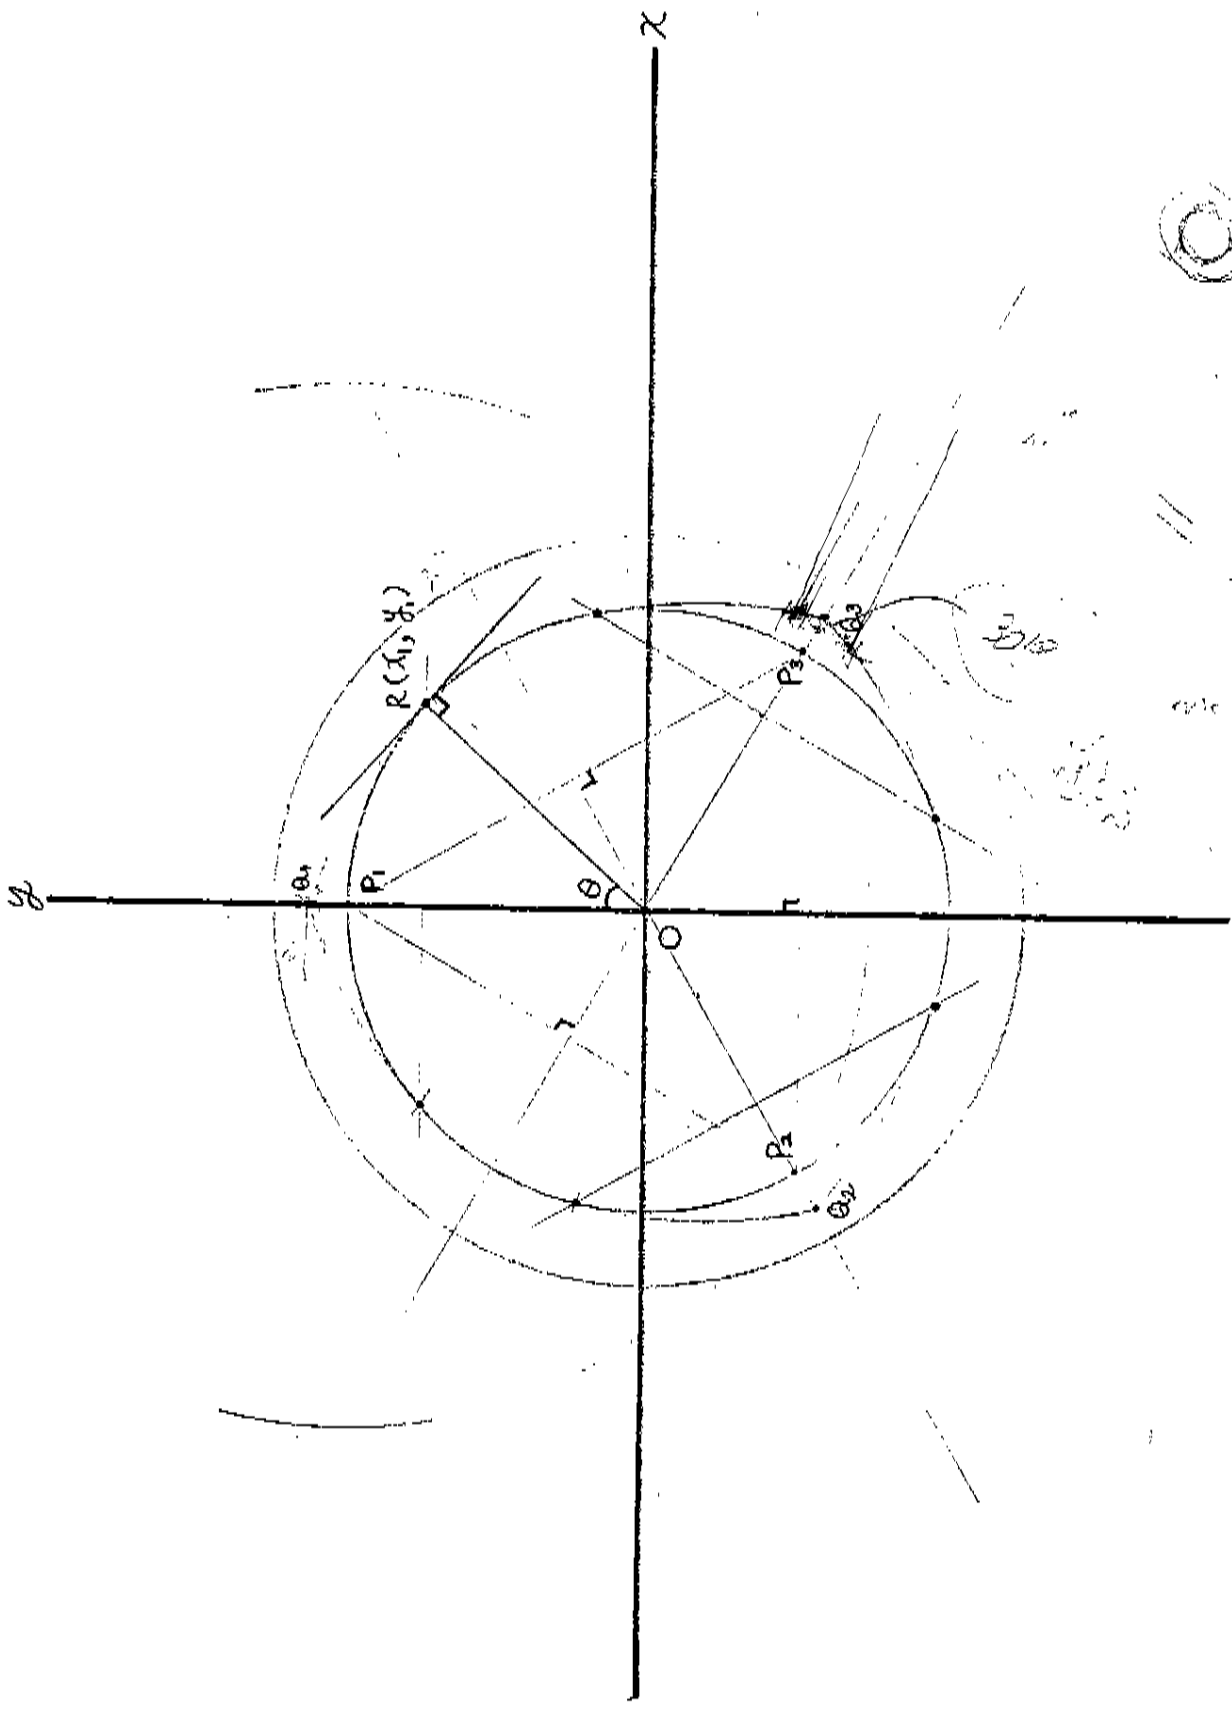 x
y
R(x₁, y₁)
Q₁
P₁
θ
O
P₃
Q₃
P₂
Q₂